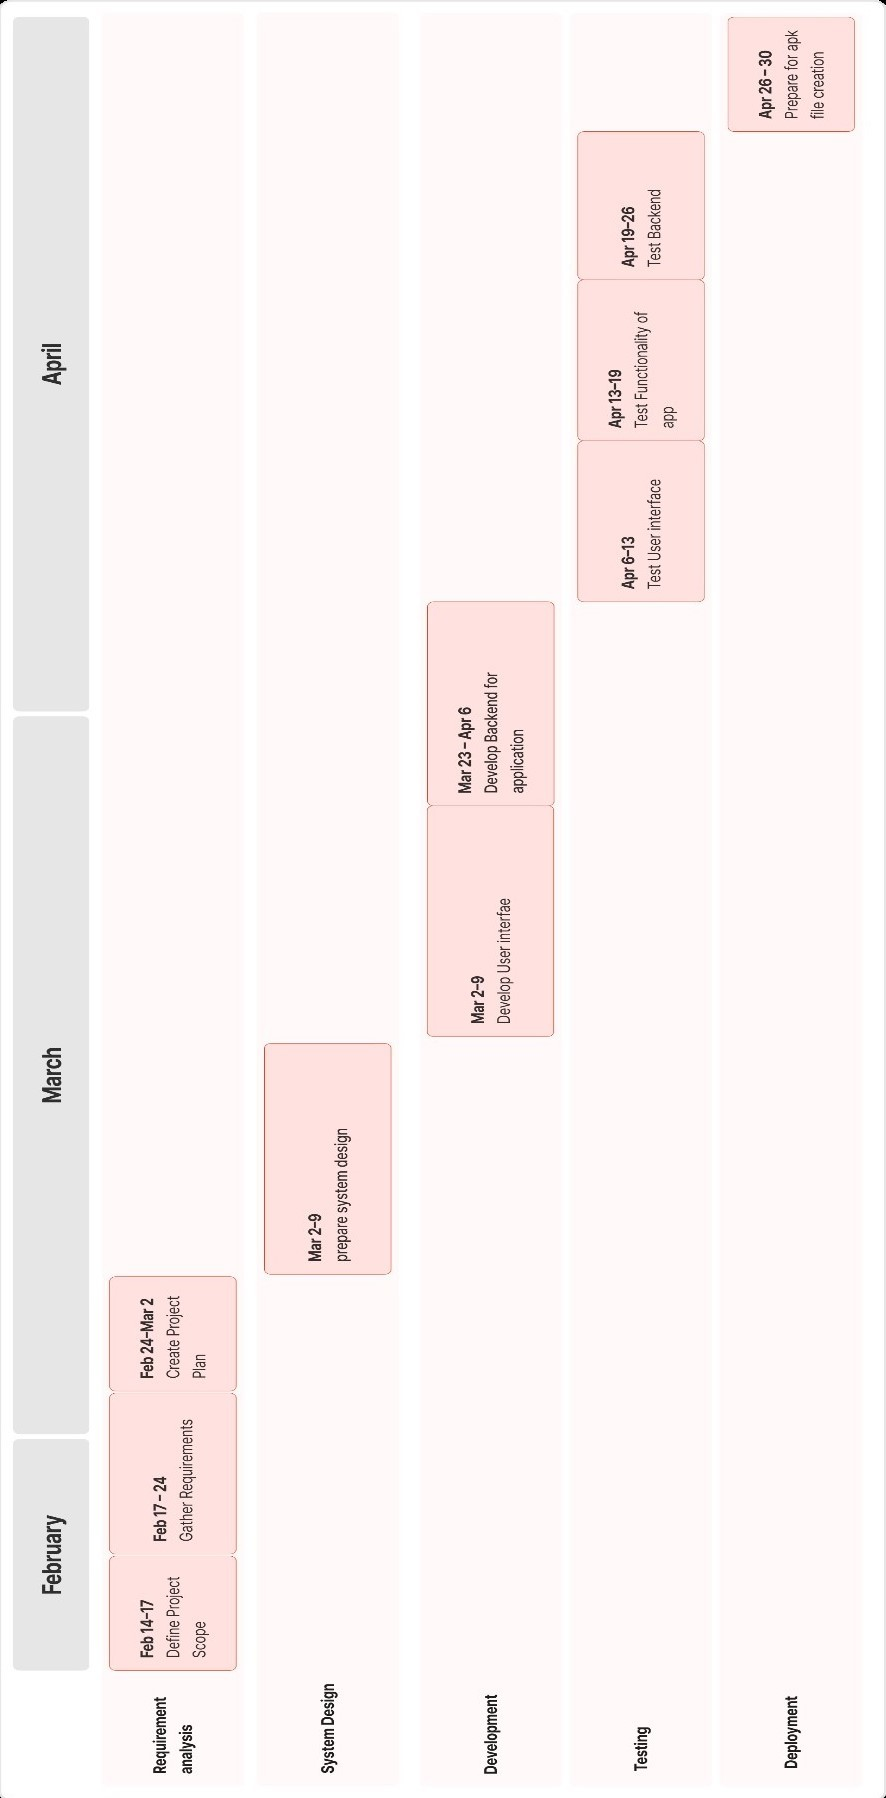 February
March
April
Requirement
analysis
Feb 14–17
Define Project
Scope
Feb 17 – 24
Gather Requirements
Feb 24–Mar 2
Create Project
Plan
System Design
Mar 2–9
prepare system design
Development
Mar 2–9
Develop User interfae
Mar 23 – Apr 6
Develop Backend for
application
Testing
Apr 6–13
Test User interface
Apr 13–19
Test Functionality of
app
Apr 19–26
Test Backend
Deployment
Apr 26 – 30
Prepare for apk
file creation